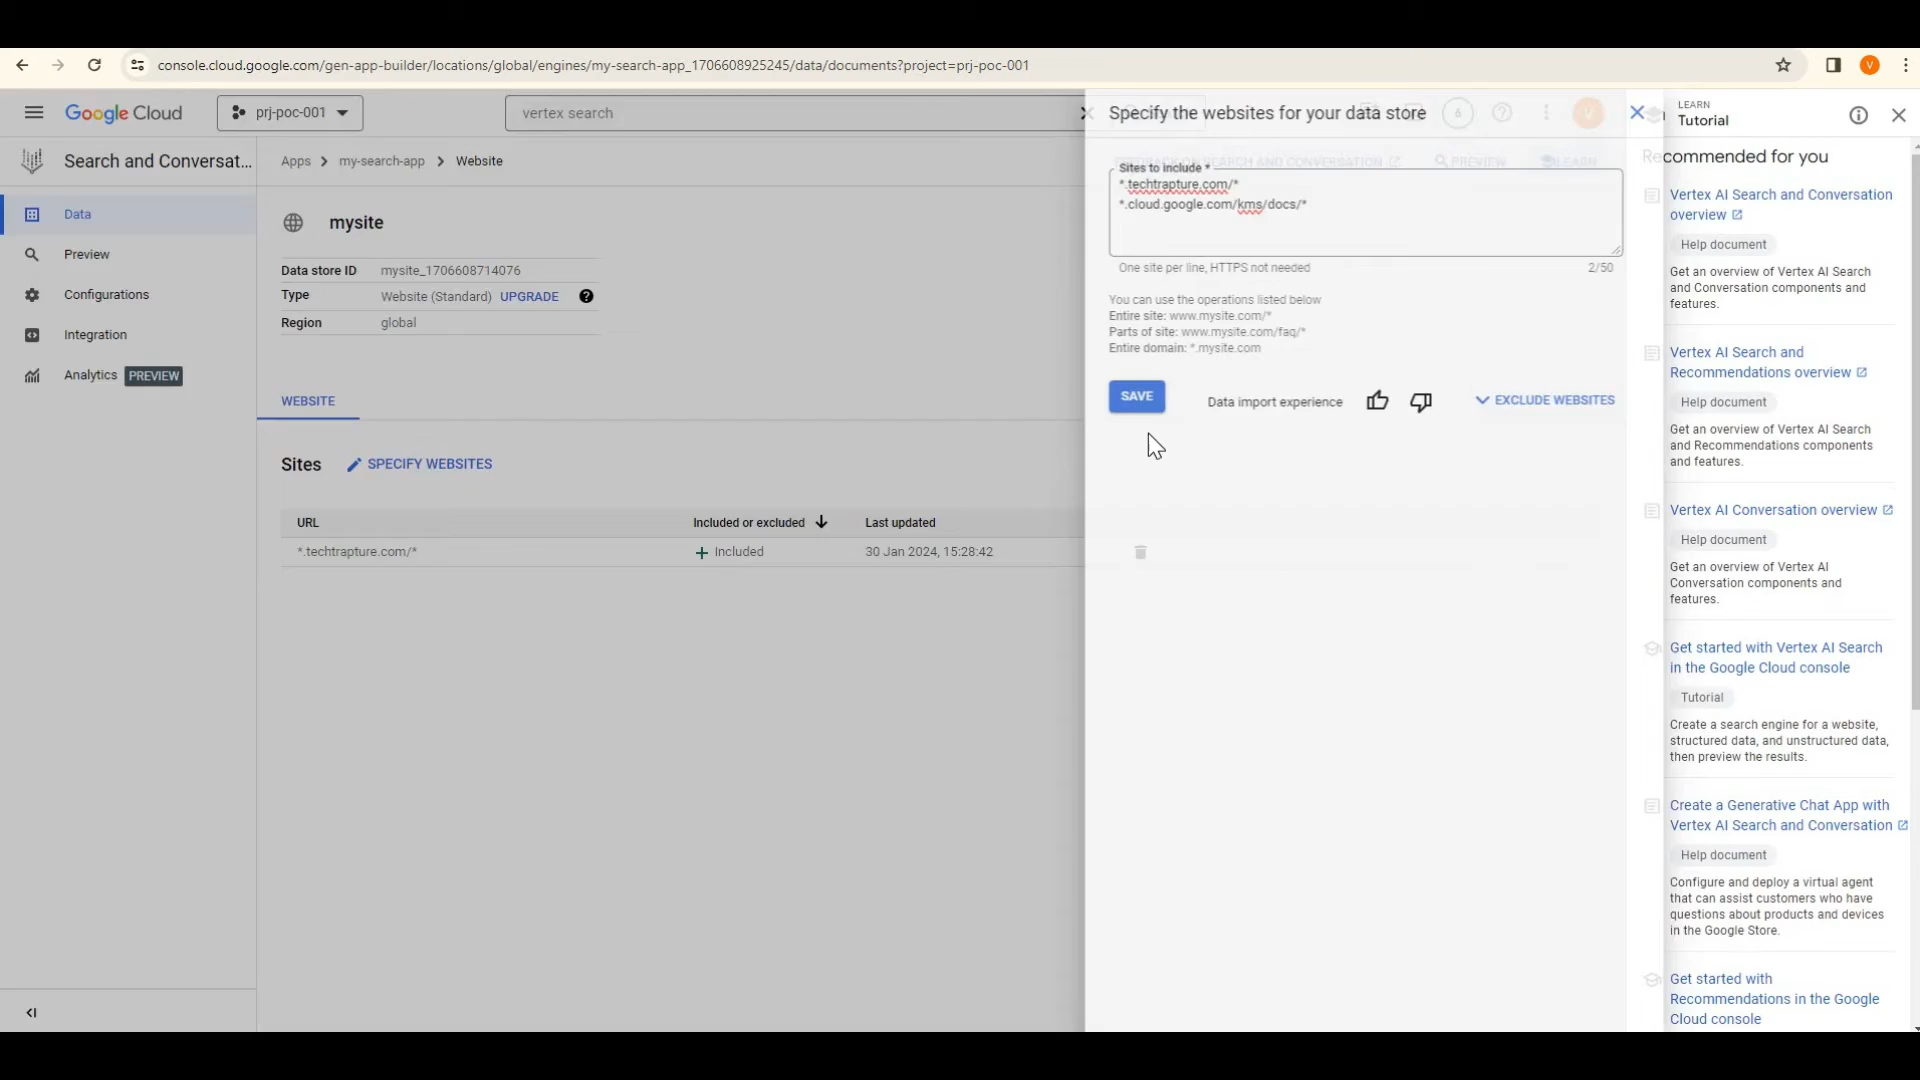 console.cloud.google.com/gen-app-builder/locations/global/engines/my-search-app_1706608925245/data/documents?project=prj-poc-001
V
Google Cloud
prj-poc-001
vertex search
Specify the websites for your data store
6
V
LEARN
Tutorial
Search and Conversat...
Apps
my-search-app
Website
FEEDBACK ON SEARCH AND CONVERSATION
PREVIEW
LEARN
Recommended for you
Data
Preview
Configurations
Integration
Analytics PREVIEW
mysite
Data store ID mysite_1706608714076
Type Website (Standard) UPGRADE
Region global
WEBSITE
Sites SPECIFY WEBSITES
URL Included or excluded Last updated
*.techtrapture.com/* Included 30 Jan 2024, 15:28:42
Sites to include *
*.techtrapture.com/*
*.cloud.google.com/kms/docs/*
One site per line, HTTPS not needed 2/50
You can use the operations listed below
Entire site: www.mysite.com/*
Parts of site: www.mysite.com/faq/*
Entire domain: *.mysite.com
SAVE
Data import experience
EXCLUDE WEBSITES
Vertex AI Search and Conversation
overview
Help document
Get an overview of Vertex AI Search
and Conversation components and
features.
Vertex AI Search and
Recommendations overview
Help document
Get an overview of Vertex AI Search
and Recommendations components
and features.
Vertex AI Conversation overview
Help document
Get an overview of Vertex AI
Conversation components and
features.
Get started with Vertex AI Search
in the Google Cloud console
Tutorial
Create a search engine for a website,
structured data, and unstructured data,
then preview the results.
Create a Generative Chat App with
Vertex AI Search and Conversation
Help document
Configure and deploy a virtual agent
that can assist customers who have
questions about products and devices
in the Google Store.
Get started with
Recommendations in the Google
Cloud console